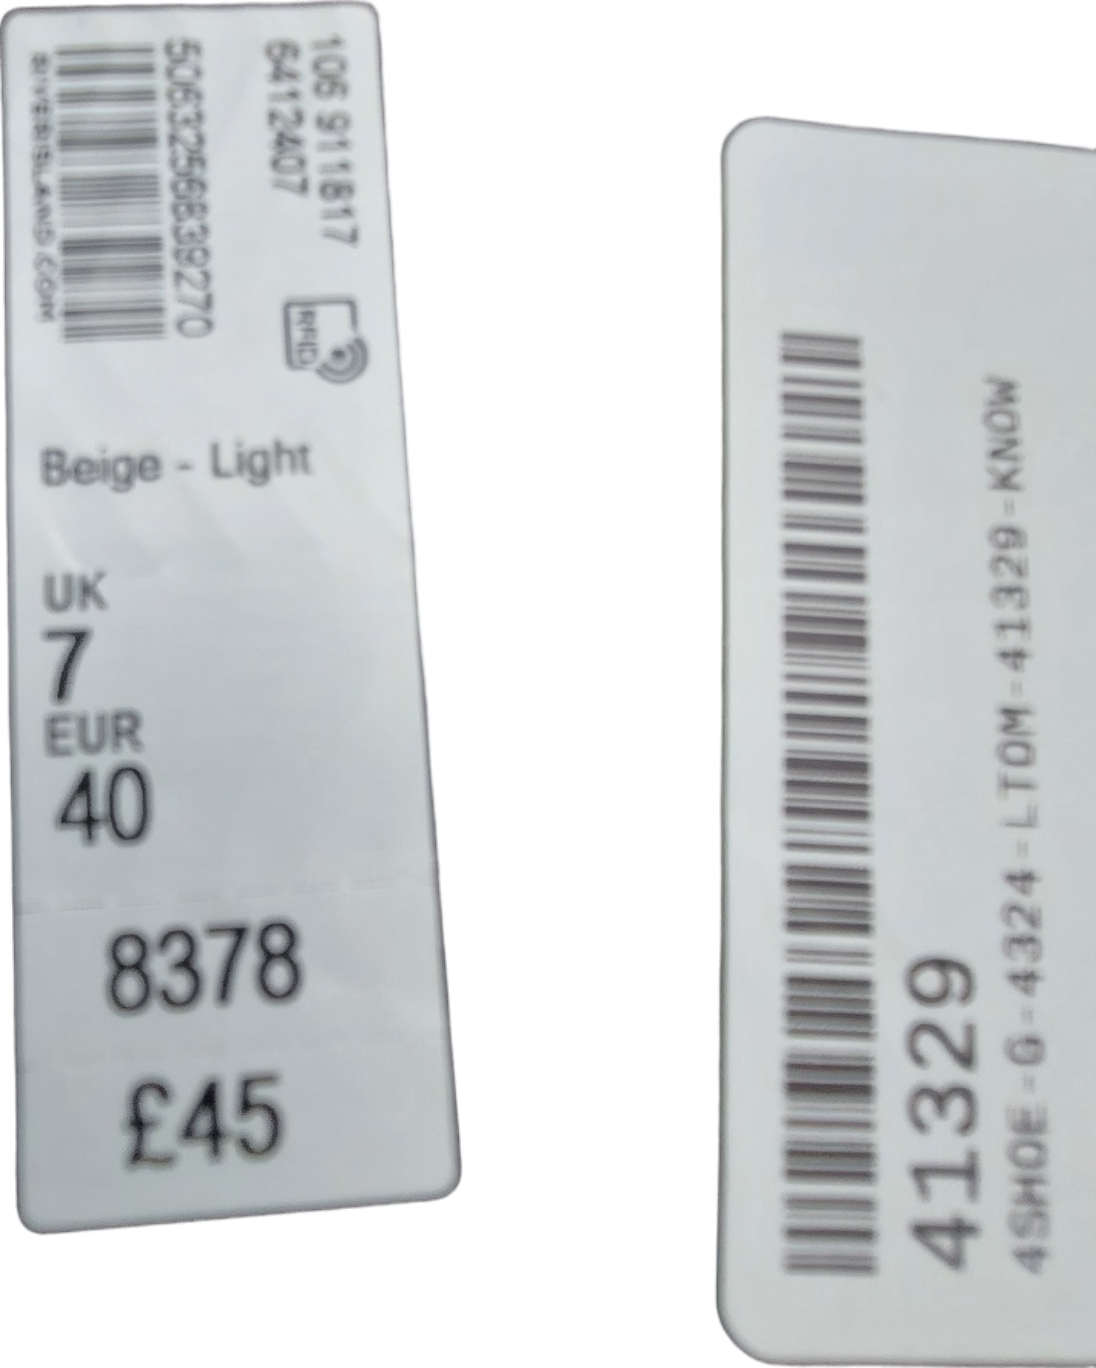 106 911817
6412407
5063256839270
RIVERISLAND.COM
RFID
Beige - Light
UK
7
EUR
40
8378
£45
41329
4SHOE-G-4324-LTOM-41329-KNOW